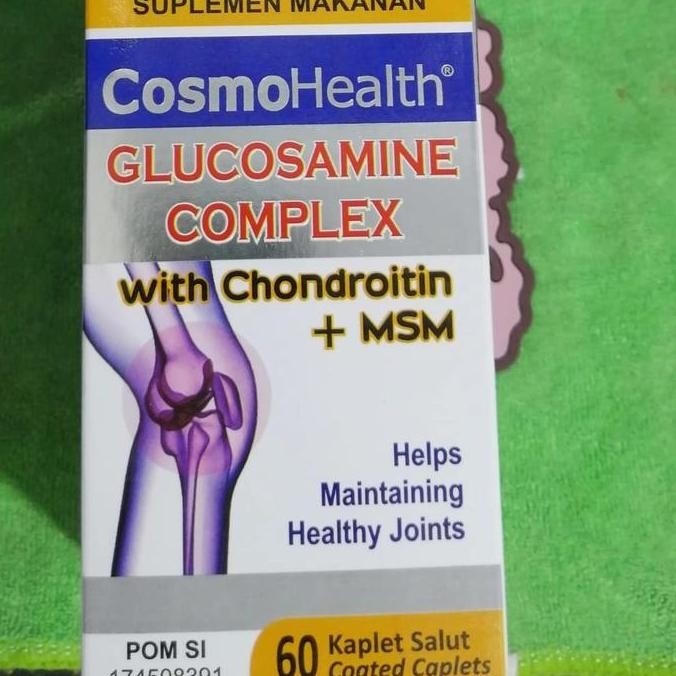 SUPLEMEN MAKANAN
CosmoHealth®
GLUCOSAMINE
COMPLEX
with Chondroitin
+ MSM
Helps
Maintaining
Healthy Joints
POM SI
174508391
60 Kaplet Salut
Coated Caplets